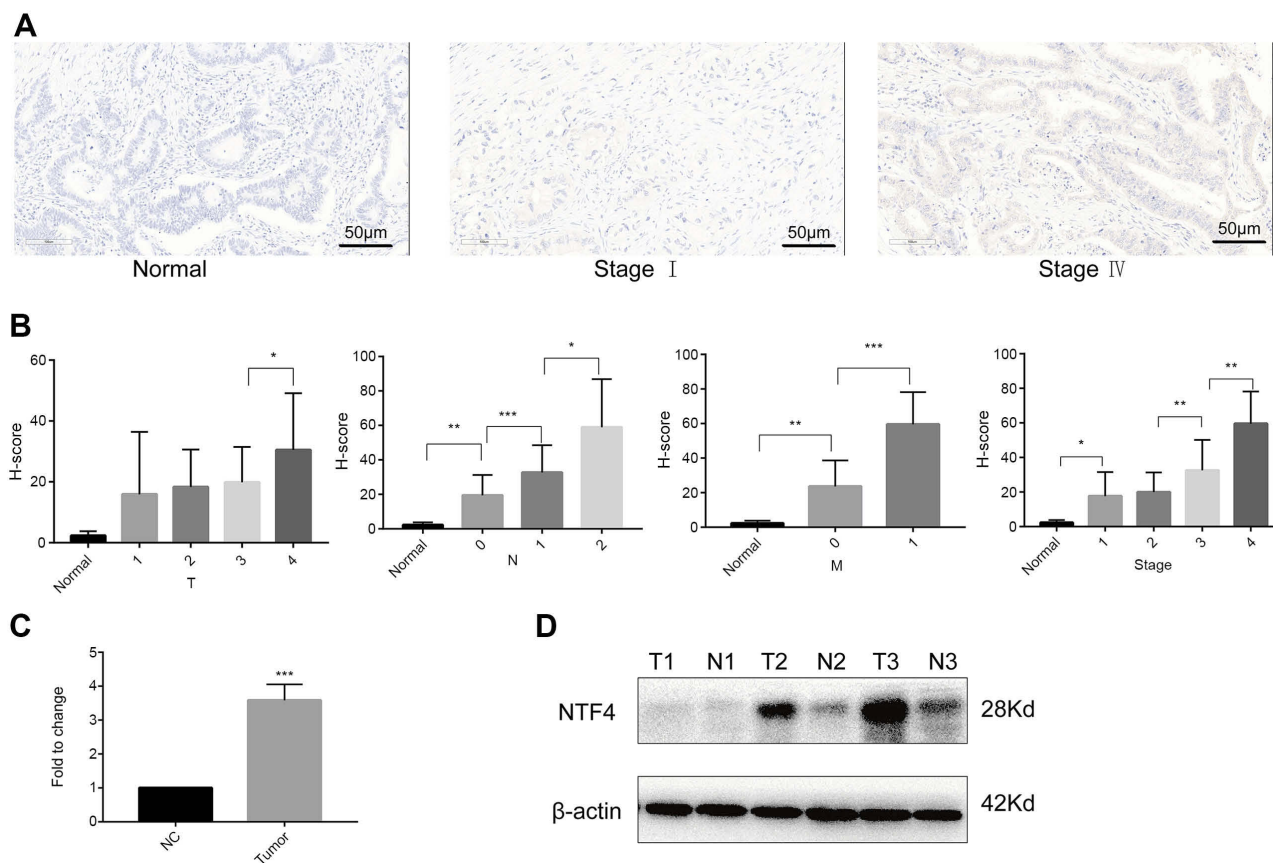 A
50μm
50μm
50μm
Normal
Stage Ⅰ
Stage Ⅳ
B
60
40
20
0
H-score
*
Normal
1
2
3
4
T
100
80
60
40
20
0
H-score
**
***
*
Normal
0
1
2
N
100
80
60
40
20
0
H-score
**
***
Normal
0
1
M
100
80
60
40
20
0
H-score
*
**
**
Normal
1
2
3
4
Stage
C
5
4
3
2
1
0
Fold to change
***
NC
Tumor
D
T1 N1 T2 N2 T3 N3
NTF4
28Kd
β-actin
42Kd